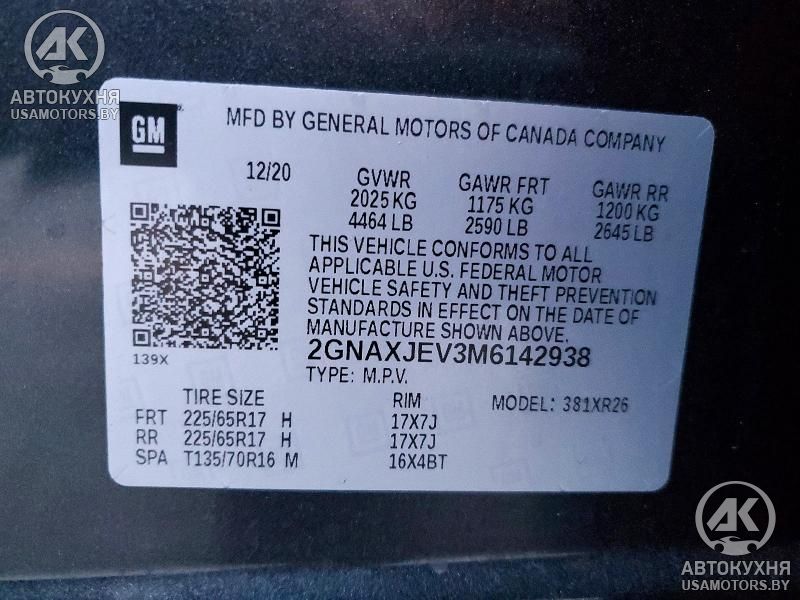 АК
АВТОКУХНЯ
USAMOTORS.BY
GM
MFD BY GENERAL MOTORS OF CANADA COMPANY
12/20 GVWR GAWR FRT GAWR RR
2025 KG 1175 KG 1200 KG
4464 LB 2590 LB 2645 LB
THIS VEHICLE CONFORMS TO ALL
APPLICABLE U.S. FEDERAL MOTOR
VEHICLE SAFETY AND THEFT PREVENTION
STANDARDS IN EFFECT ON THE DATE OF
MANUFACTURE SHOWN ABOVE.
139X
2GNAXJEV3M6142938
TYPE: M.P.V.
TIRE SIZE RIM MODEL: 381XR26
FRT 225/65R17 H 17X7J
RR 225/65R17 H 17X7J
SPA T135/70R16 M 16X4BT
АК
АВТОКУХНЯ
USAMOTORS.BY